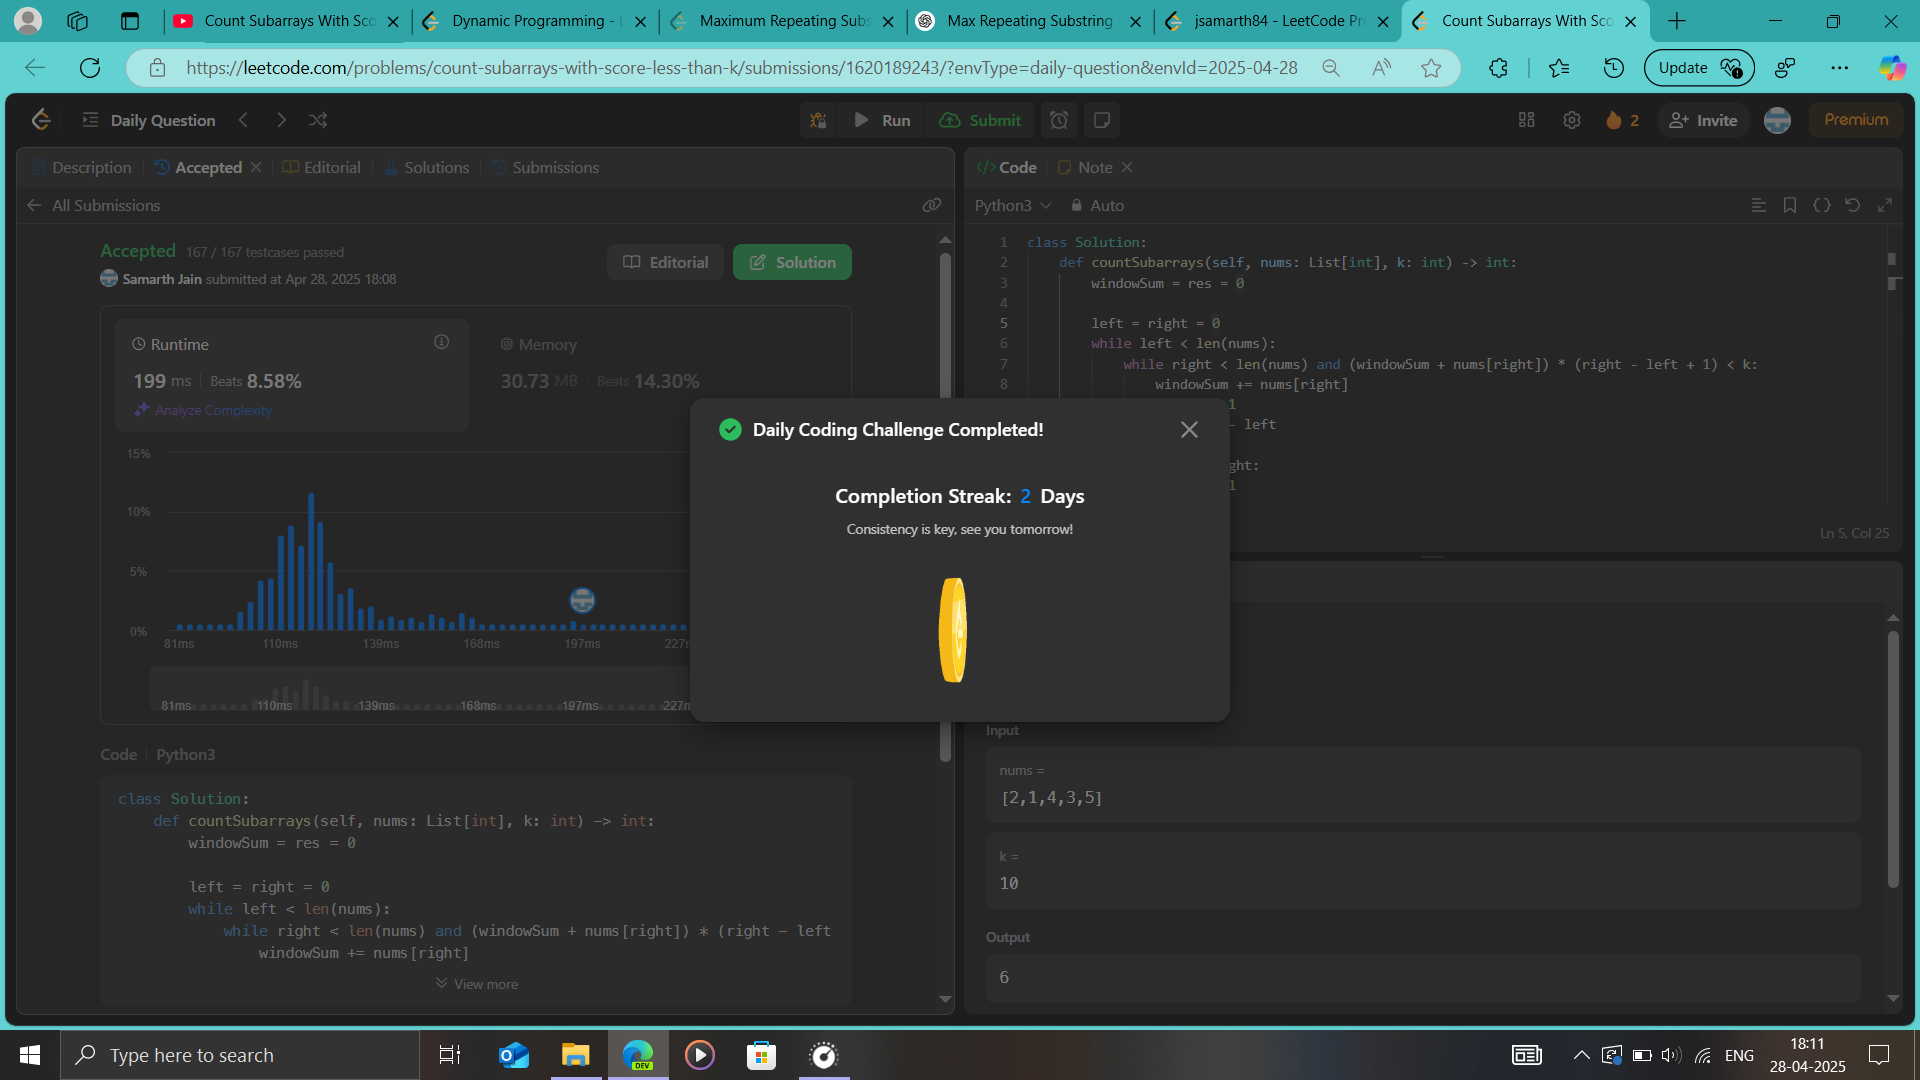 Count Subarrays With Sco
Dynamic Programming - L
Maximum Repeating Subs
Max Repeating Substring
jsamarth84 - LeetCode Pr
Count Subarrays With Sco
https://leetcode.com/problems/count-subarrays-with-score-less-than-k/submissions/1620189243/?envType=daily-question&envId=2025-04-28
Update
Daily Question
Run
Submit
2
Invite
Premium
Description
Accepted
Editorial
Solutions
Submissions
All Submissions
Accepted 167 / 167 testcases passed
Samarth Jain submitted at Apr 28, 2025 18:08
Editorial
Solution
Runtime
199 ms Beats 8.58%
Analyze Complexity
Memory
30.73 MB Beats 14.30%
15%
10%
5%
0%
81ms 110ms 139ms 168ms 197ms 227m
81ms 110ms 139ms 168ms 197ms 227m
Code Python3
class Solution:
def countSubarrays(self, nums: List[int], k: int) -> int:
windowSum = res = 0
left = right = 0
while left < len(nums):
while right < len(nums) and (windowSum + nums[right]) * (right - left
windowSum += nums[right]
View more
</> Code
Note
Python3
Auto
1 class Solution:
2 def countSubarrays(self, nums: List[int], k: int) -> int:
3 windowSum = res = 0
4
5 left = right = 0
6 while left < len(nums):
7 while right < len(nums) and (windowSum + nums[right]) * (right - left + 1) < k:
8 windowSum += nums[right]
1
- left
ght:
1
Ln 5, Col 25
Daily Coding Challenge Completed!
Completion Streak: 2 Days
Consistency is key, see you tomorrow!
Input
nums =
[2,1,4,3,5]
k =
10
Output
6
Type here to search
DEV
ENG
18:11
28-04-2025